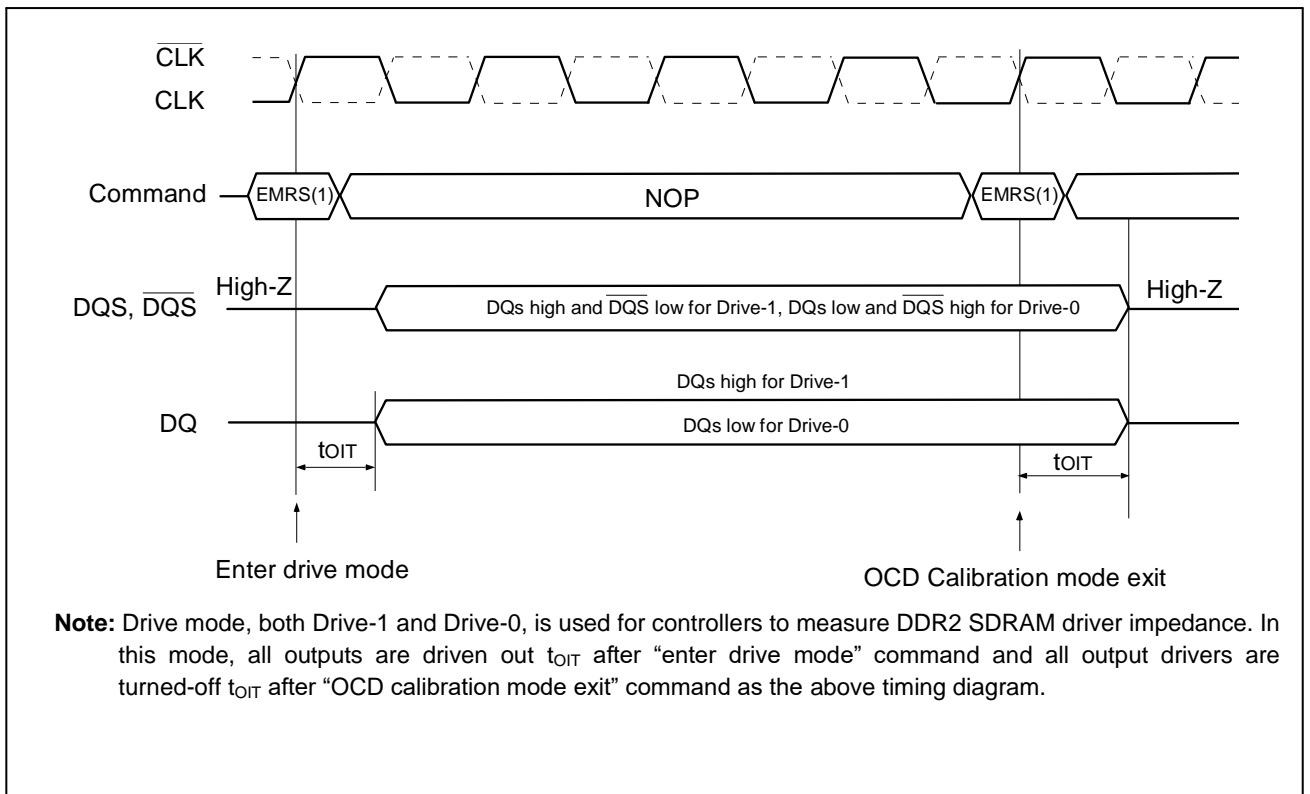 C̅L̅K̅
CLK
Command EMRS(1) NOP EMRS(1)
High-Z High-Z
DQS, D̅Q̅S̅ DQs high and D̅Q̅S̅ low for Drive-1, DQs low and D̅Q̅S̅ high for Drive-0
DQs high for Drive-1
DQ DQs low for Drive-0
tOIT tOIT
Enter drive mode
OCD Calibration mode exit
Note: Drive mode, both Drive-1 and Drive-0, is used for controllers to measure DDR2 SDRAM driver impedance. In
this mode, all outputs are driven out tOIT after “enter drive mode” command and all output drivers are
turned-off tOIT after “OCD calibration mode exit” command as the above timing diagram.